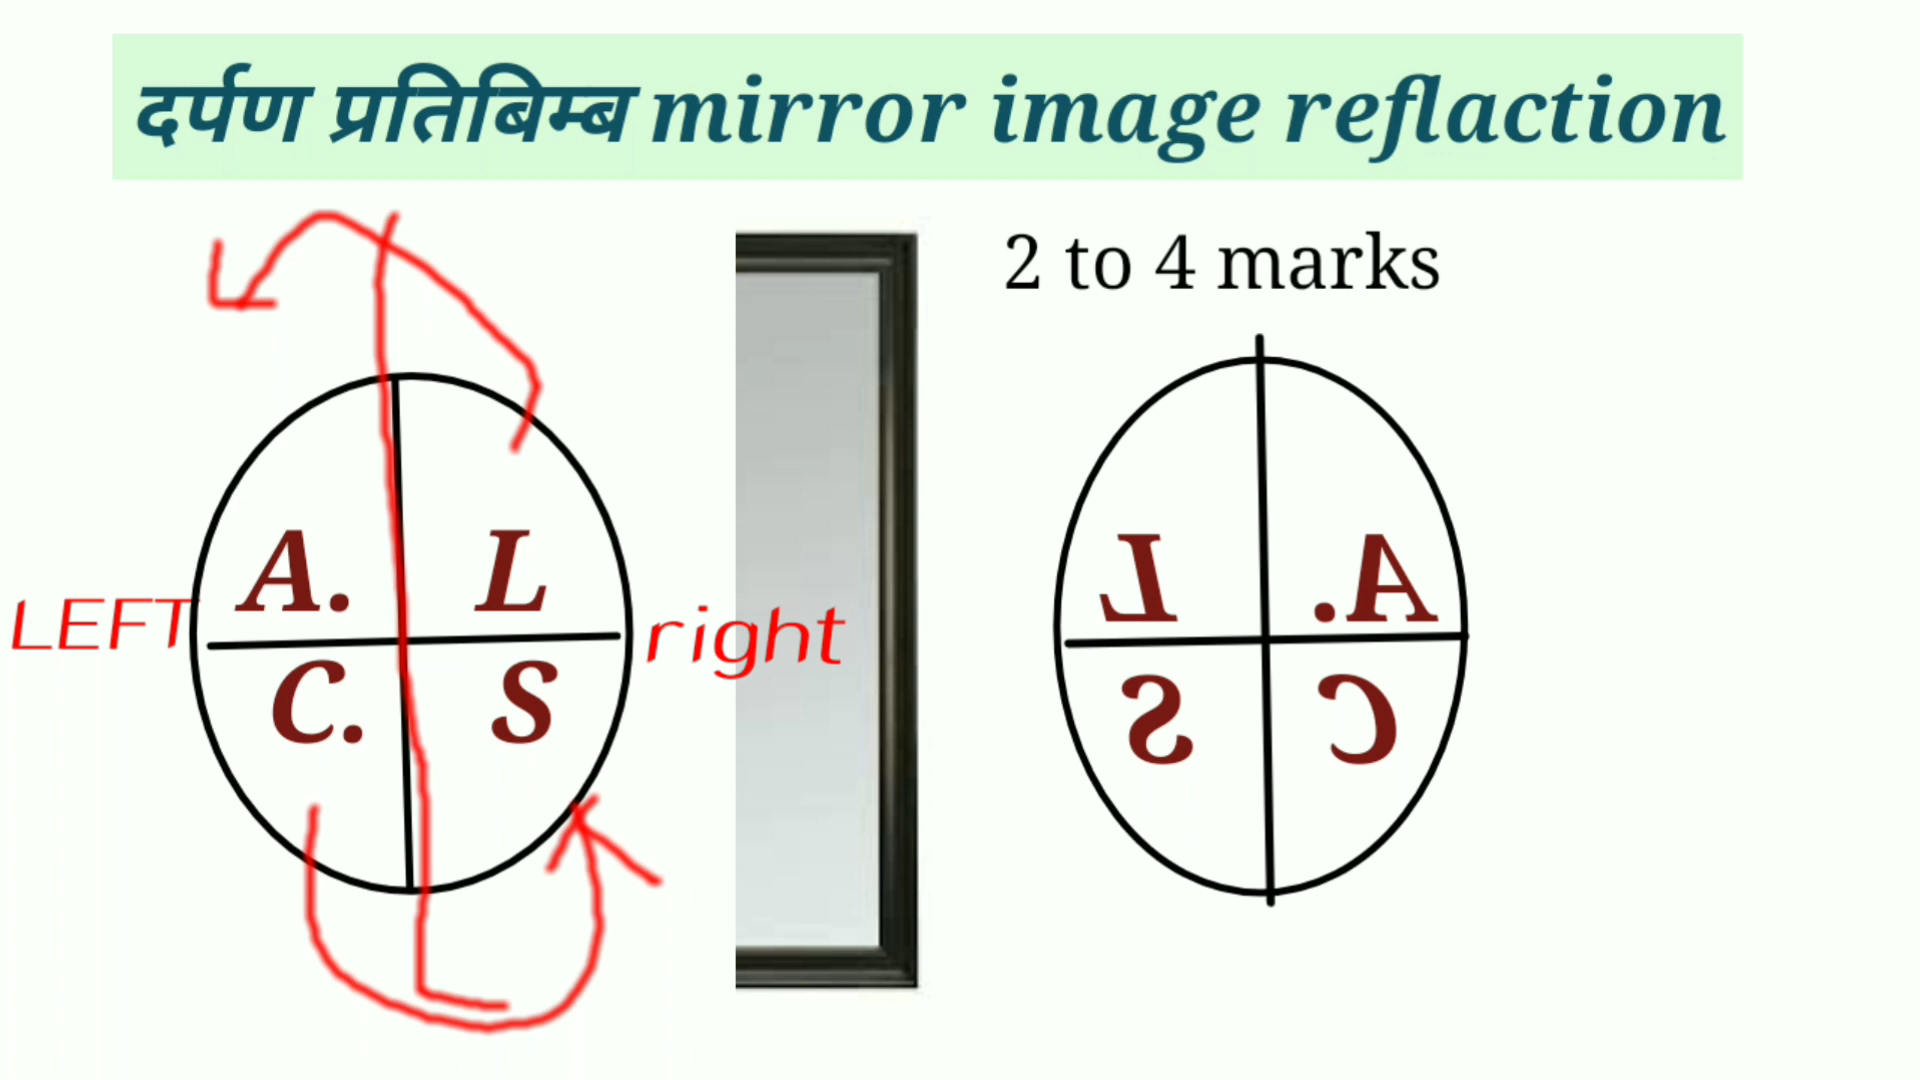 दर्पण प्रतिबिम्ब mirror image reflaction
2 to 4 marks
A. L
C. S
LEFT
right
L A.
S C